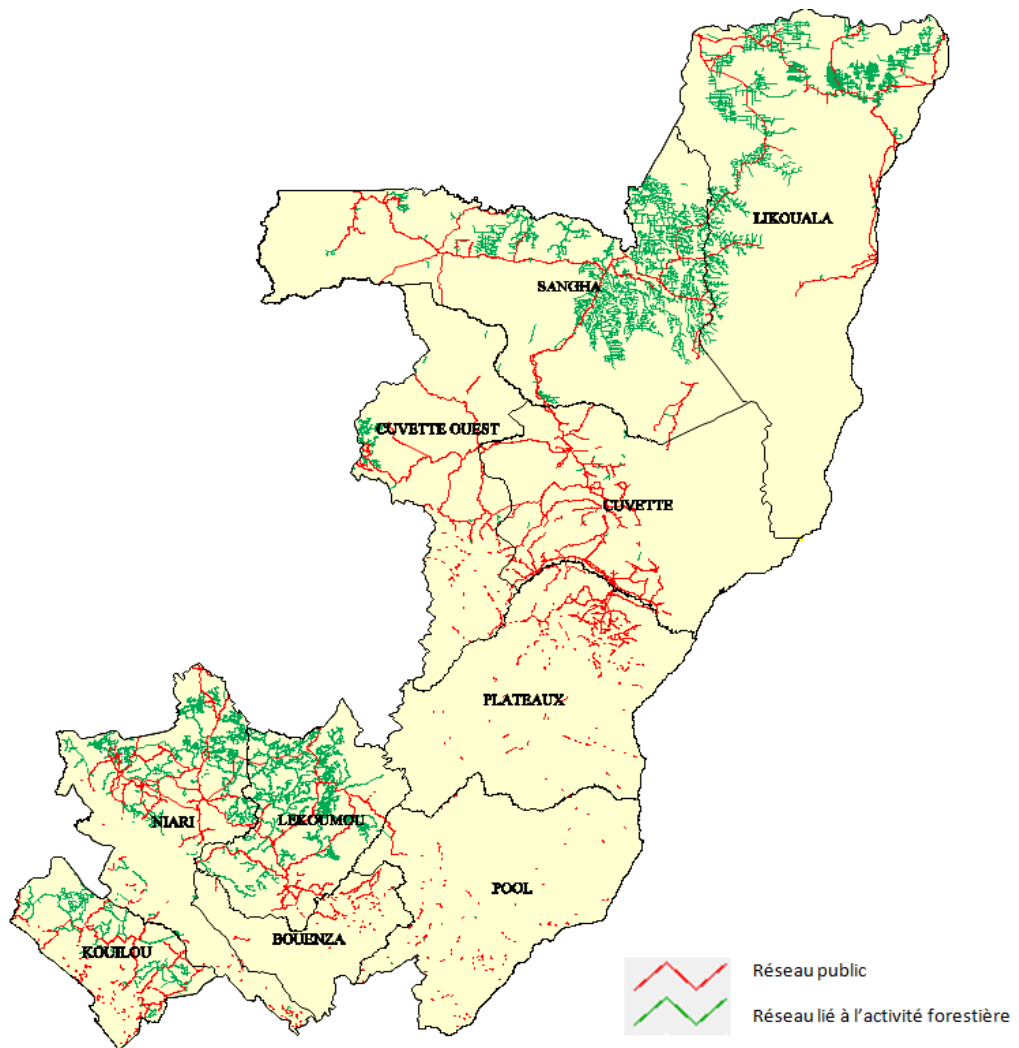 LIKOUALA
SANGHA
CUVETTE OUEST
CUVETTE
PLATEAUX
NIARI
LEKOUMOU
POOL
BOUENZA
KOUILOU
Réseau public
Réseau lié à l'activité forestière